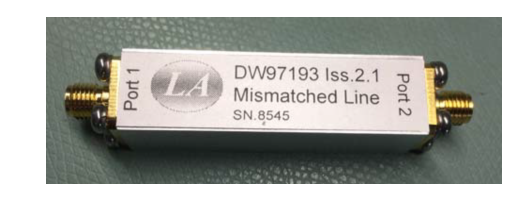 Port 1
LA
DW97193 Iss.2.1
Mismatched Line
SN.8545
Port 2